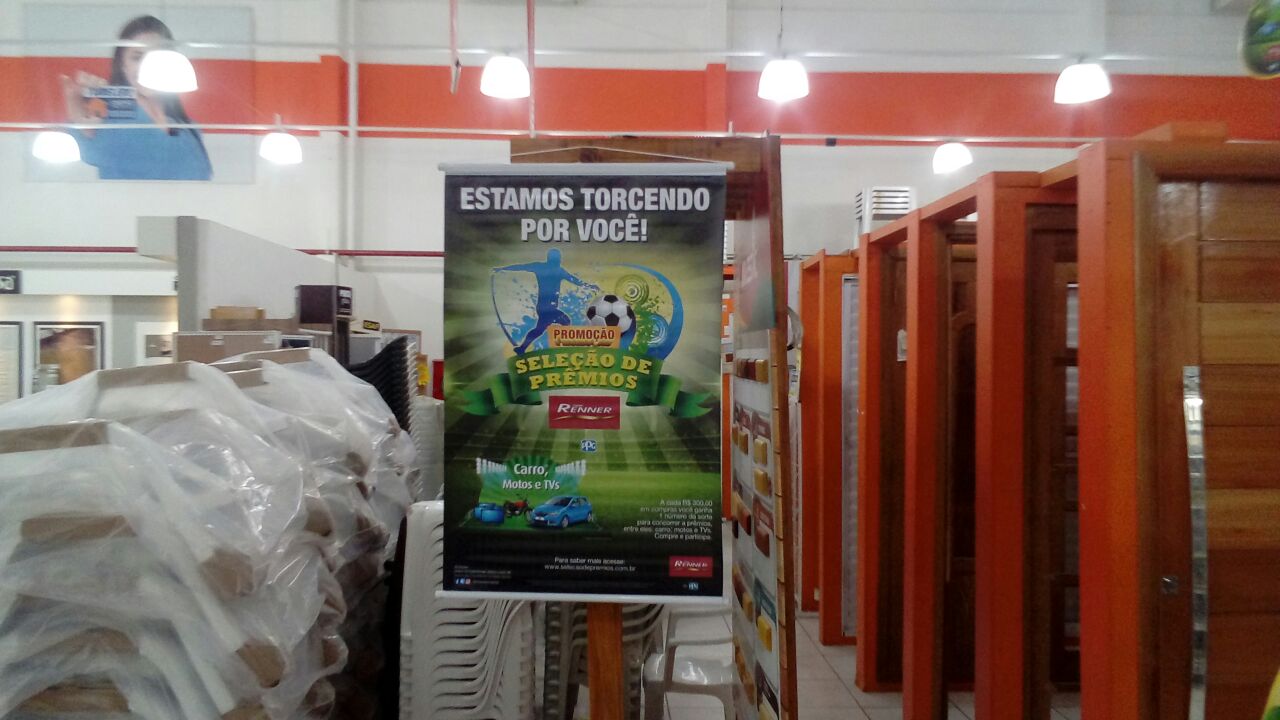 ESTAMOS TORCENDO
POR VOCÊ!
PROMOÇÃO
SELEÇÃO DE
PRÊMIOS
RENNER
PPG
Carro,
Motos e TVs
A cada R$ 300,00
em compras você ganha
1 número da sorte
para concorrer a prêmios,
entre eles: carro, motos e TVs.
Compre e participe.
Para saber mais acesse:
www.selecaodepremios.com.br
RENNER